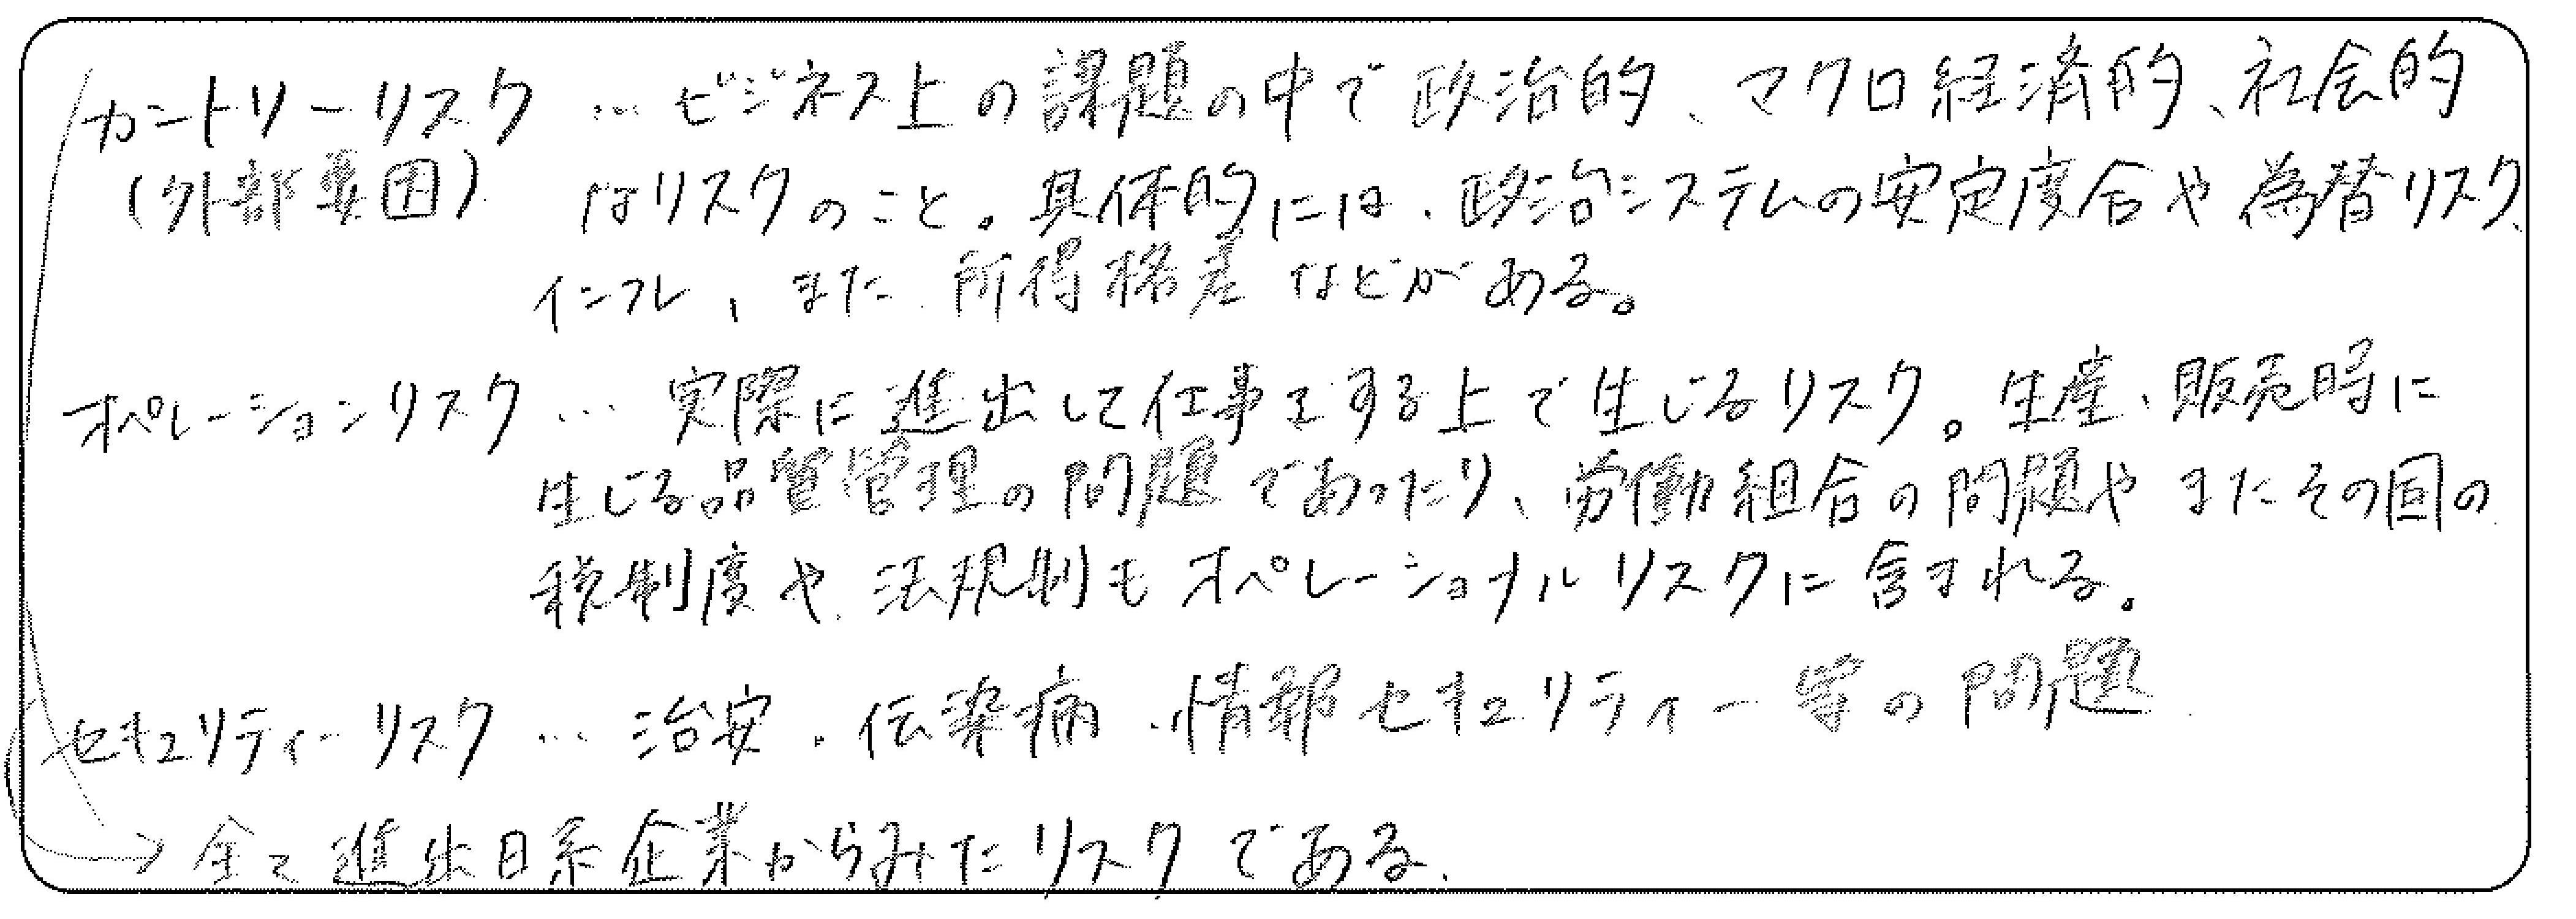 カントリーリスク … ビジネス上の課題の中で政治的、マクロ経済的、社会的
(外部要因) なリスクのこと。具体的には、政治システムの安定度合や為替リスク、
インフレ、また所得格差などがある。
オペレーションリスク … 実際に進出して仕事をする上で生じるリスク。生産、販売時に
生じる品質管理の問題であったり、労働組合の問題やまたその国の
税制度や法規制もオペレーショナルリスクに含まれる。
セキュリティーリスク … 治安・伝染病・情報セキュリティー等の問題
→ 全て進出日系企業からみたリスクである.